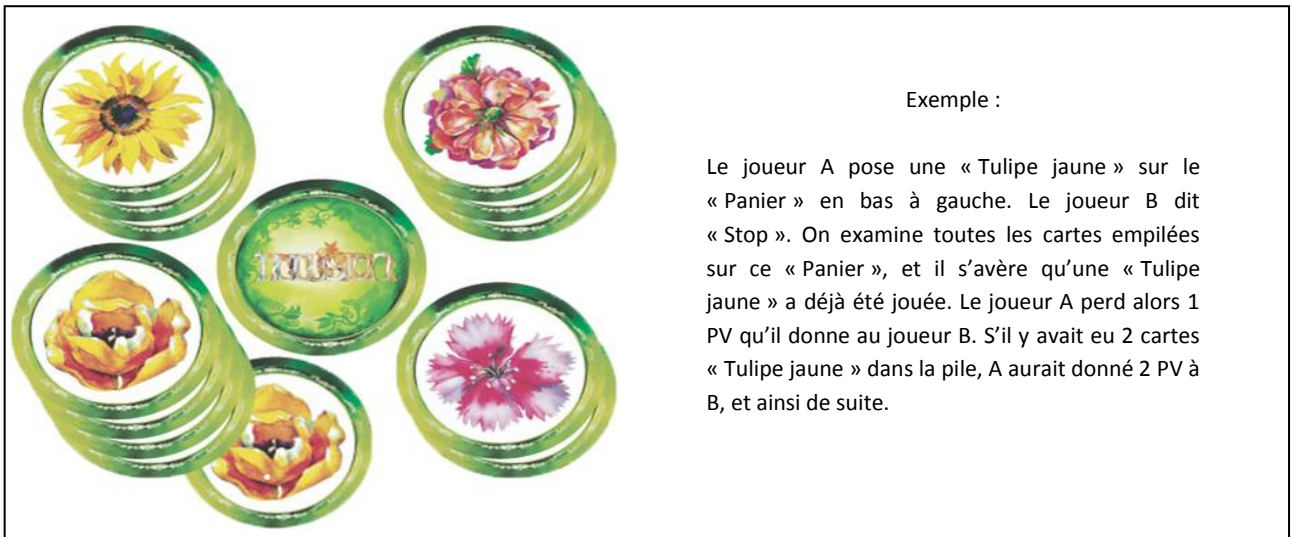 Exemple :
Le joueur A pose une « Tulipe jaune » sur le
« Panier » en bas à gauche. Le joueur B dit
« Stop ». On examine toutes les cartes empilées
sur ce « Panier », et il s’avère qu’une « Tulipe
jaune » a déjà été jouée. Le joueur A perd alors 1
PV qu’il donne au joueur B. S’il y avait eu 2 cartes
« Tulipe jaune » dans la pile, A aurait donné 2 PV à
B, et ainsi de suite.